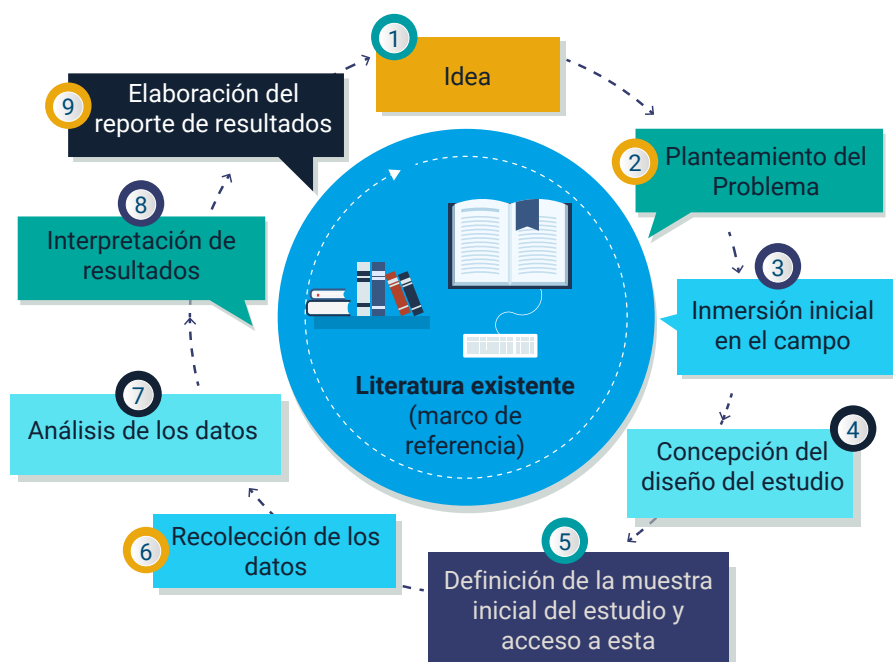 1
Idea
2
Planteamiento del
Problema
3
Inmersión inicial
en el campo
4
Concepción del
diseño del estudio
5
Definición de la muestra
inicial del estudio y
acceso a esta
6
Recolección de los
datos
7
Análisis de los datos
8
Interpretación de
resultados
9
Elaboración del
reporte de resultados
Literatura existente
(marco de
referencia)